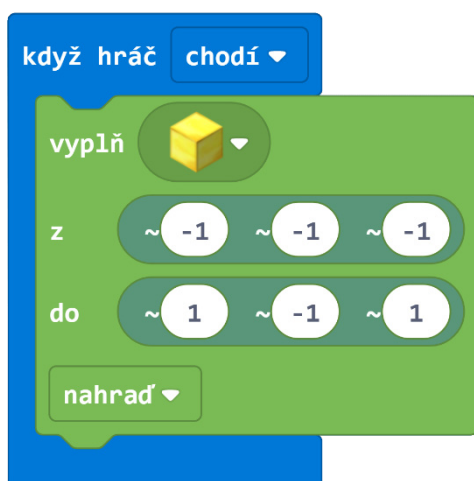 když hráč chodí
vyplň
z ~ -1 ~ -1 ~ -1
do ~ 1 ~ -1 ~ 1
nahraď